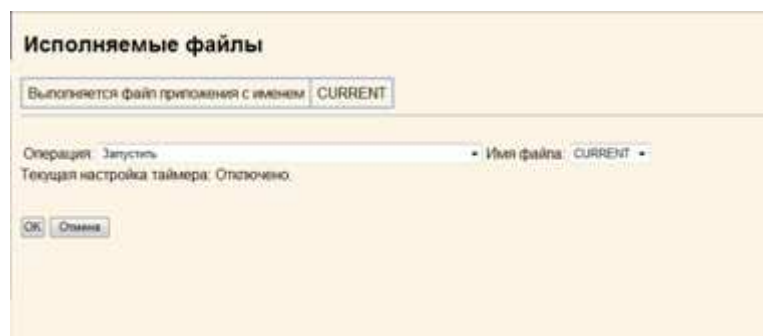 Исполняемые файлы
Выполняется файл приложения с именем CURRENT
Операция: Запустить Имя файла: CURRENT
Текущая настройка таймера: Отключено.
OK Отмена